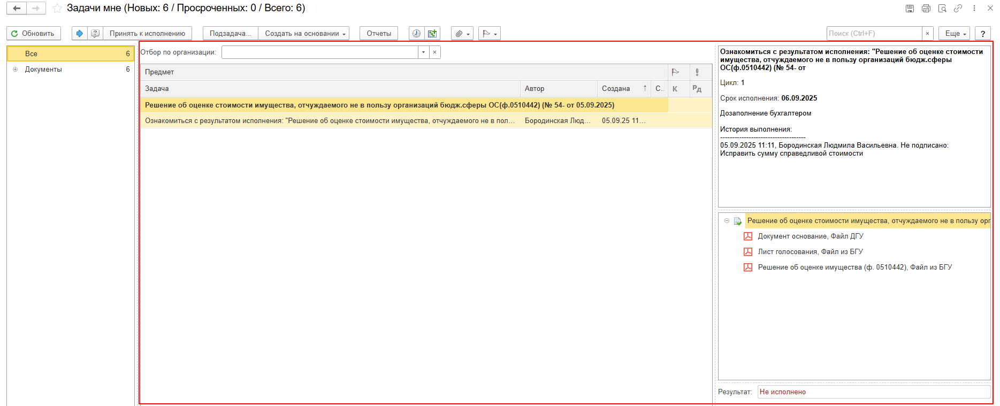 Задачи мне (Новых: 6 / Просроченных: 0 / Всего: 6)
Обновить
Принять к исполнению
Подзадача...
Создать на основании
Отчеты
Поиск (Ctrl+F)
×
Еще
?
Все 6
Документы 6
Отбор по организации:
Предмет
Задача Автор Создана ↑ С.. К Рд
Решение об оценке стоимости имущества, отчуждаемого не в пользу организаций бюдж.сферы ОС(ф.0510442) (№ 54- от 05.09.2025)
Ознакомиться с результатом исполнения: "Решение об оценке стоимости имущества, отчуждаемого не в пол... Бородинская Люд... 05.09.25 11...
Ознакомиться с результатом исполнения: "Решение об оценке стоимости
имущества, отчуждаемого не в пользу организаций бюдж.сферы
ОС(ф.0510442) (№ 54- от
Цикл: 1
Срок исполнения: 06.09.2025
Дозаполнение бухгалтером
История выполнения:
------------------------------------
05.09.2025 11:11, Бородинская Людмила Васильевна. Не подписано:
Исправить сумму справедливой стоимости
Решение об оценке стоимости имущества, отчуждаемого не в пользу орг
Документ основание, Файл ДГУ
Лист голосования, Файл из БГУ
Решение об оценке имущества (ф. 0510442), Файл из БГУ
Результат: Не исполнено